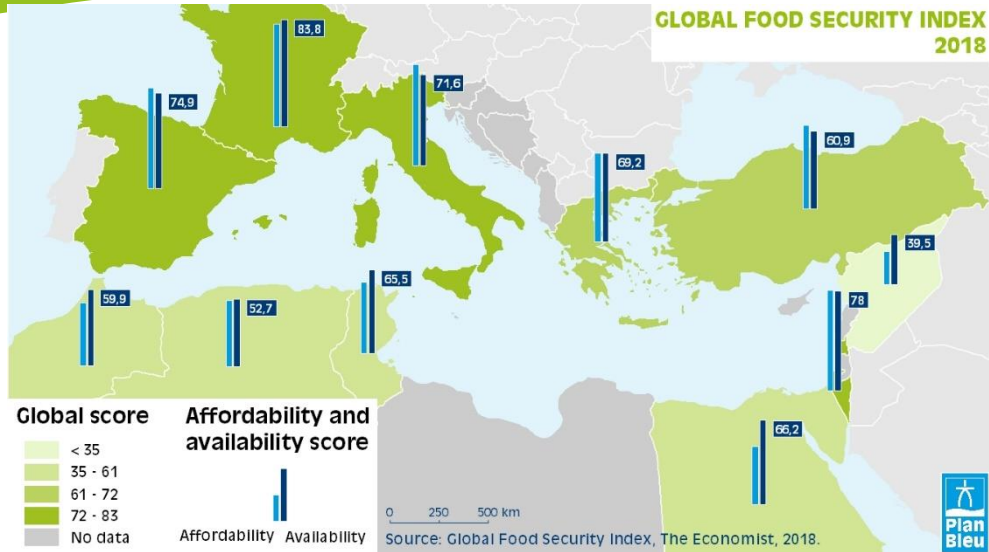 GLOBAL FOOD SECURITY INDEX
2018
83,8
74,9
71,6
69,2
60,9
39,5
65,5
59,9
52,7
78
66,2
Global score
< 35
35 - 61
61 - 72
72 - 83
No data
Affordability and
availability score
Affordability Availability
0 250 500 km
Source: Global Food Security Index, The Economist, 2018.
Plan
Bleu